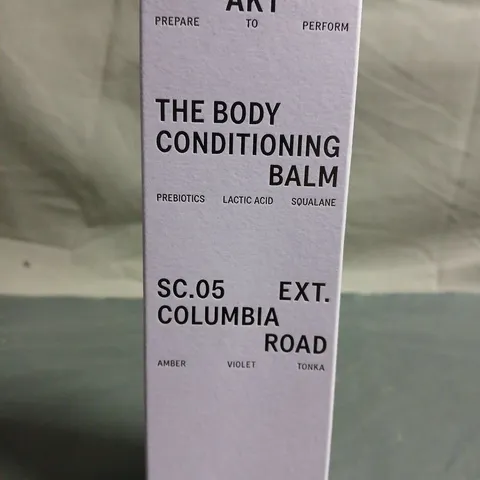 ART
PREPARE TO PERFORM
THE BODY
CONDITIONING
BALM
PREBIOTICS LACTIC ACID SQUALANE
SC.05 EXT.
COLUMBIA
ROAD
AMBER VIOLET TONKA